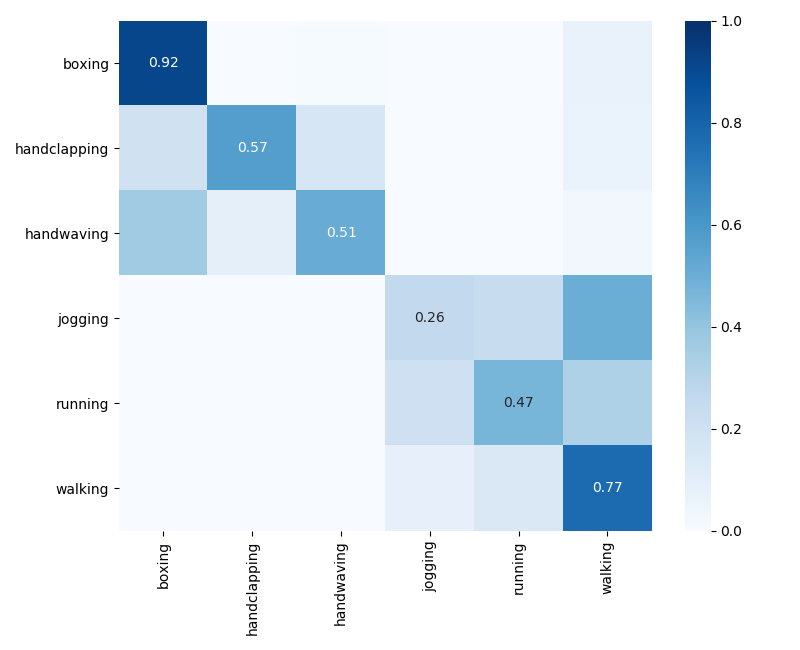 boxing
handclapping
handwaving
jogging
running
walking
0.92
0.57
0.51
0.26
0.47
0.77
boxing
handclapping
handwaving
jogging
running
walking
1.0
0.8
0.6
0.4
0.2
0.0